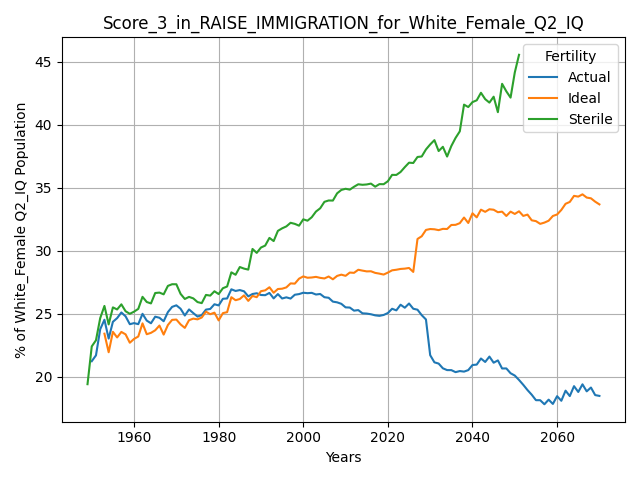 Score_3_in_RAISE_IMMIGRATION_for_White_Female_Q2_IQ
% of White_Female Q2_IQ Population
45
40
35
30
25
20
1960
1980
2000
2020
2040
2060
Years
Fertility
Actual
Ideal
Sterile